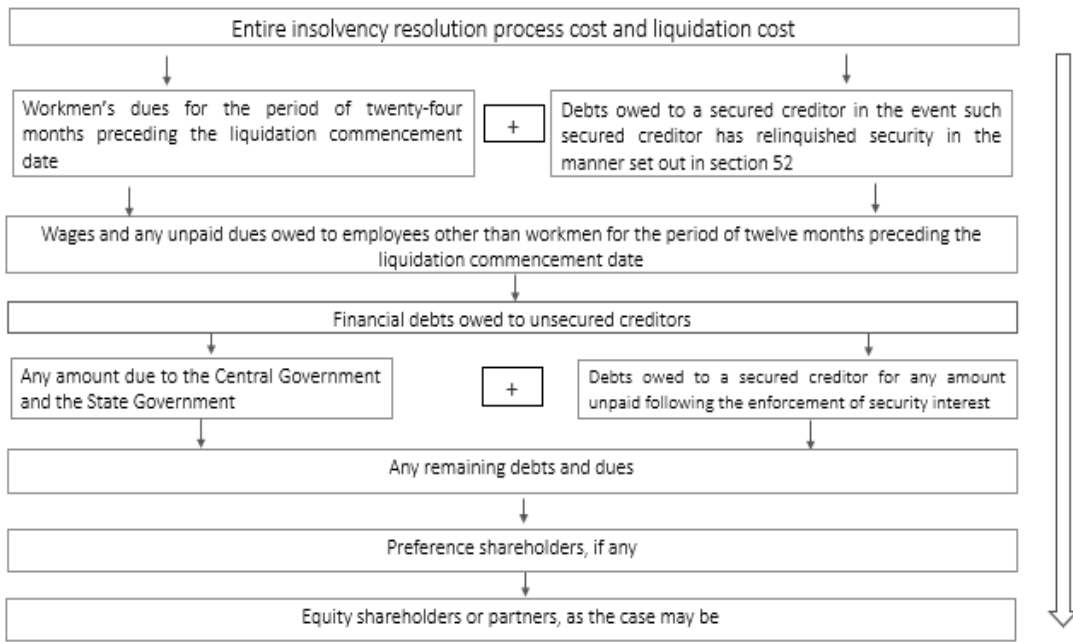 Entire insolvency resolution process cost and liquidation cost
Workmen's dues for the period of twenty-four
months preceding the liquidation commencement
date
+
Debts owed to a secured creditor in the event such
secured creditor has relinquished security in the
manner set out in section 52
Wages and any unpaid dues owed to employees other than workmen for the period of twelve months preceding the
liquidation commencement date
Financial debts owed to unsecured creditors
Any amount due to the Central Government
and the State Government
+
Debts owed to a secured creditor for any amount
unpaid following the enforcement of security interest
Any remaining debts and dues
Preference shareholders, if any
Equity shareholders or partners, as the case may be